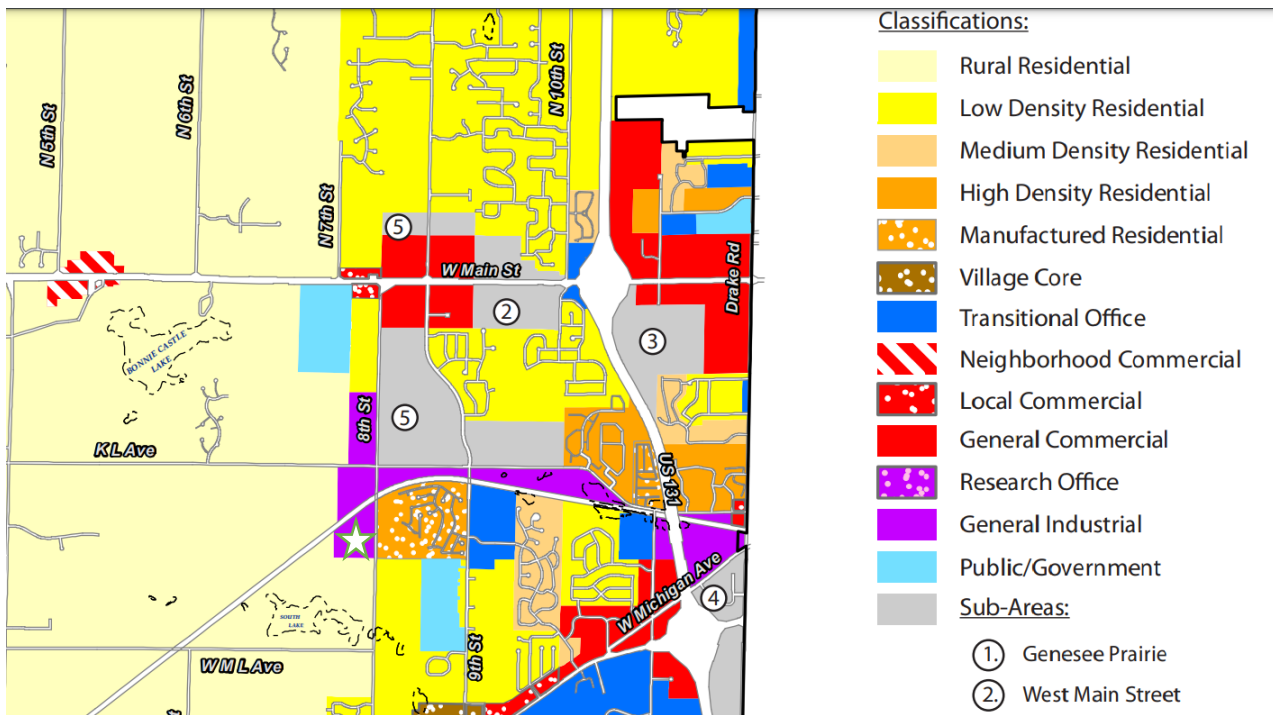 Classifications:
Rural Residential
Low Density Residential
Medium Density Residential
High Density Residential
Manufactured Residential
Village Core
Transitional Office
Neighborhood Commercial
Local Commercial
General Commercial
Research Office
General Industrial
Public/Government
Sub-Areas:
1. Genesee Prairie
2. West Main Street
N 5th St
N 6th St
N 7th St
N 10th St
5
W Main St
Drake Rd
2
3
BONNIE CASTLE
LAKE
8th St
5
K L Ave
US 131
W Michigan Ave
4
SOUTH
LAKE
9th St
W M L Ave